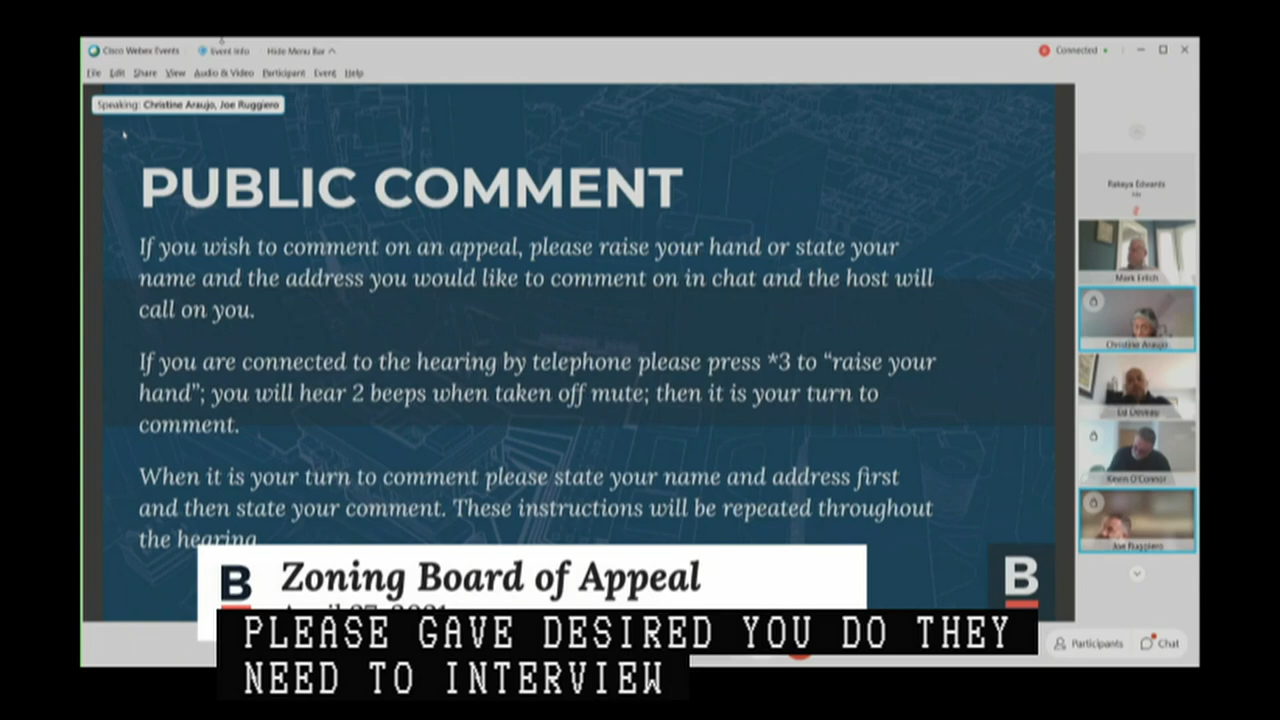 Cisco Webex Events
Event Info
Hide Menu Bar
Connected
File Edit Share View Audio & Video Participant Event Help
Speaking: Christine Araujo, Joe Ruggiero
PUBLIC COMMENT
If you wish to comment on an appeal, please raise your hand or state your
name and the address you would like to comment on in chat and the host will
call on you.
If you are connected to the hearing by telephone please press *3 to “raise your
hand”; you will hear 2 beeps when taken off mute; then it is your turn to
comment.
When it is your turn to comment please state your name and address first
and then state your comment. These instructions will be repeated throughout
the hearing
Rakeya Edwards
Me
Mark Erlich
Christine Araujo
Ed Deveau
Kevin O'Connor
Joe Ruggiero
B
Zoning Board of Appeal
April 27, 2021
B
PLEASE GAVE DESIRED YOU DO THEY
NEED TO INTERVIEW
Participants
Chat